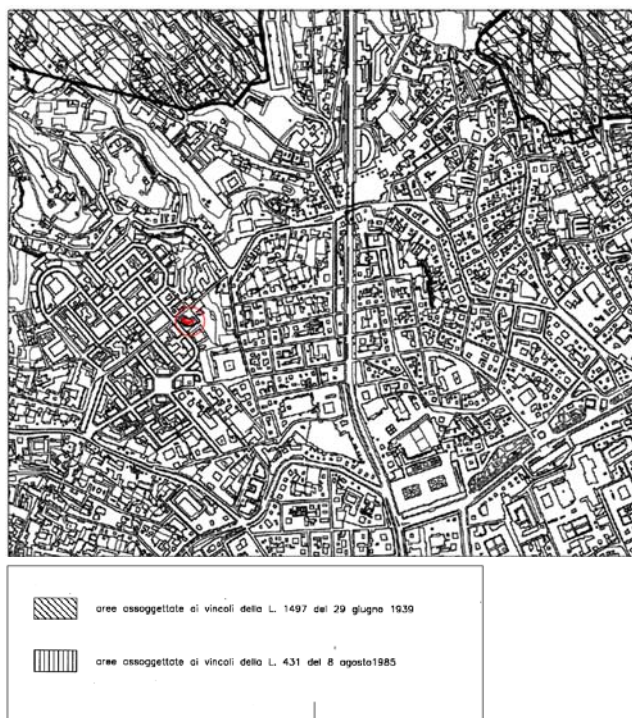 aree assoggettate ai vincoli della L. 1497 del 29 giugno 1939
aree assoggettate ai vincoli della L. 431 del 8 agosto1985